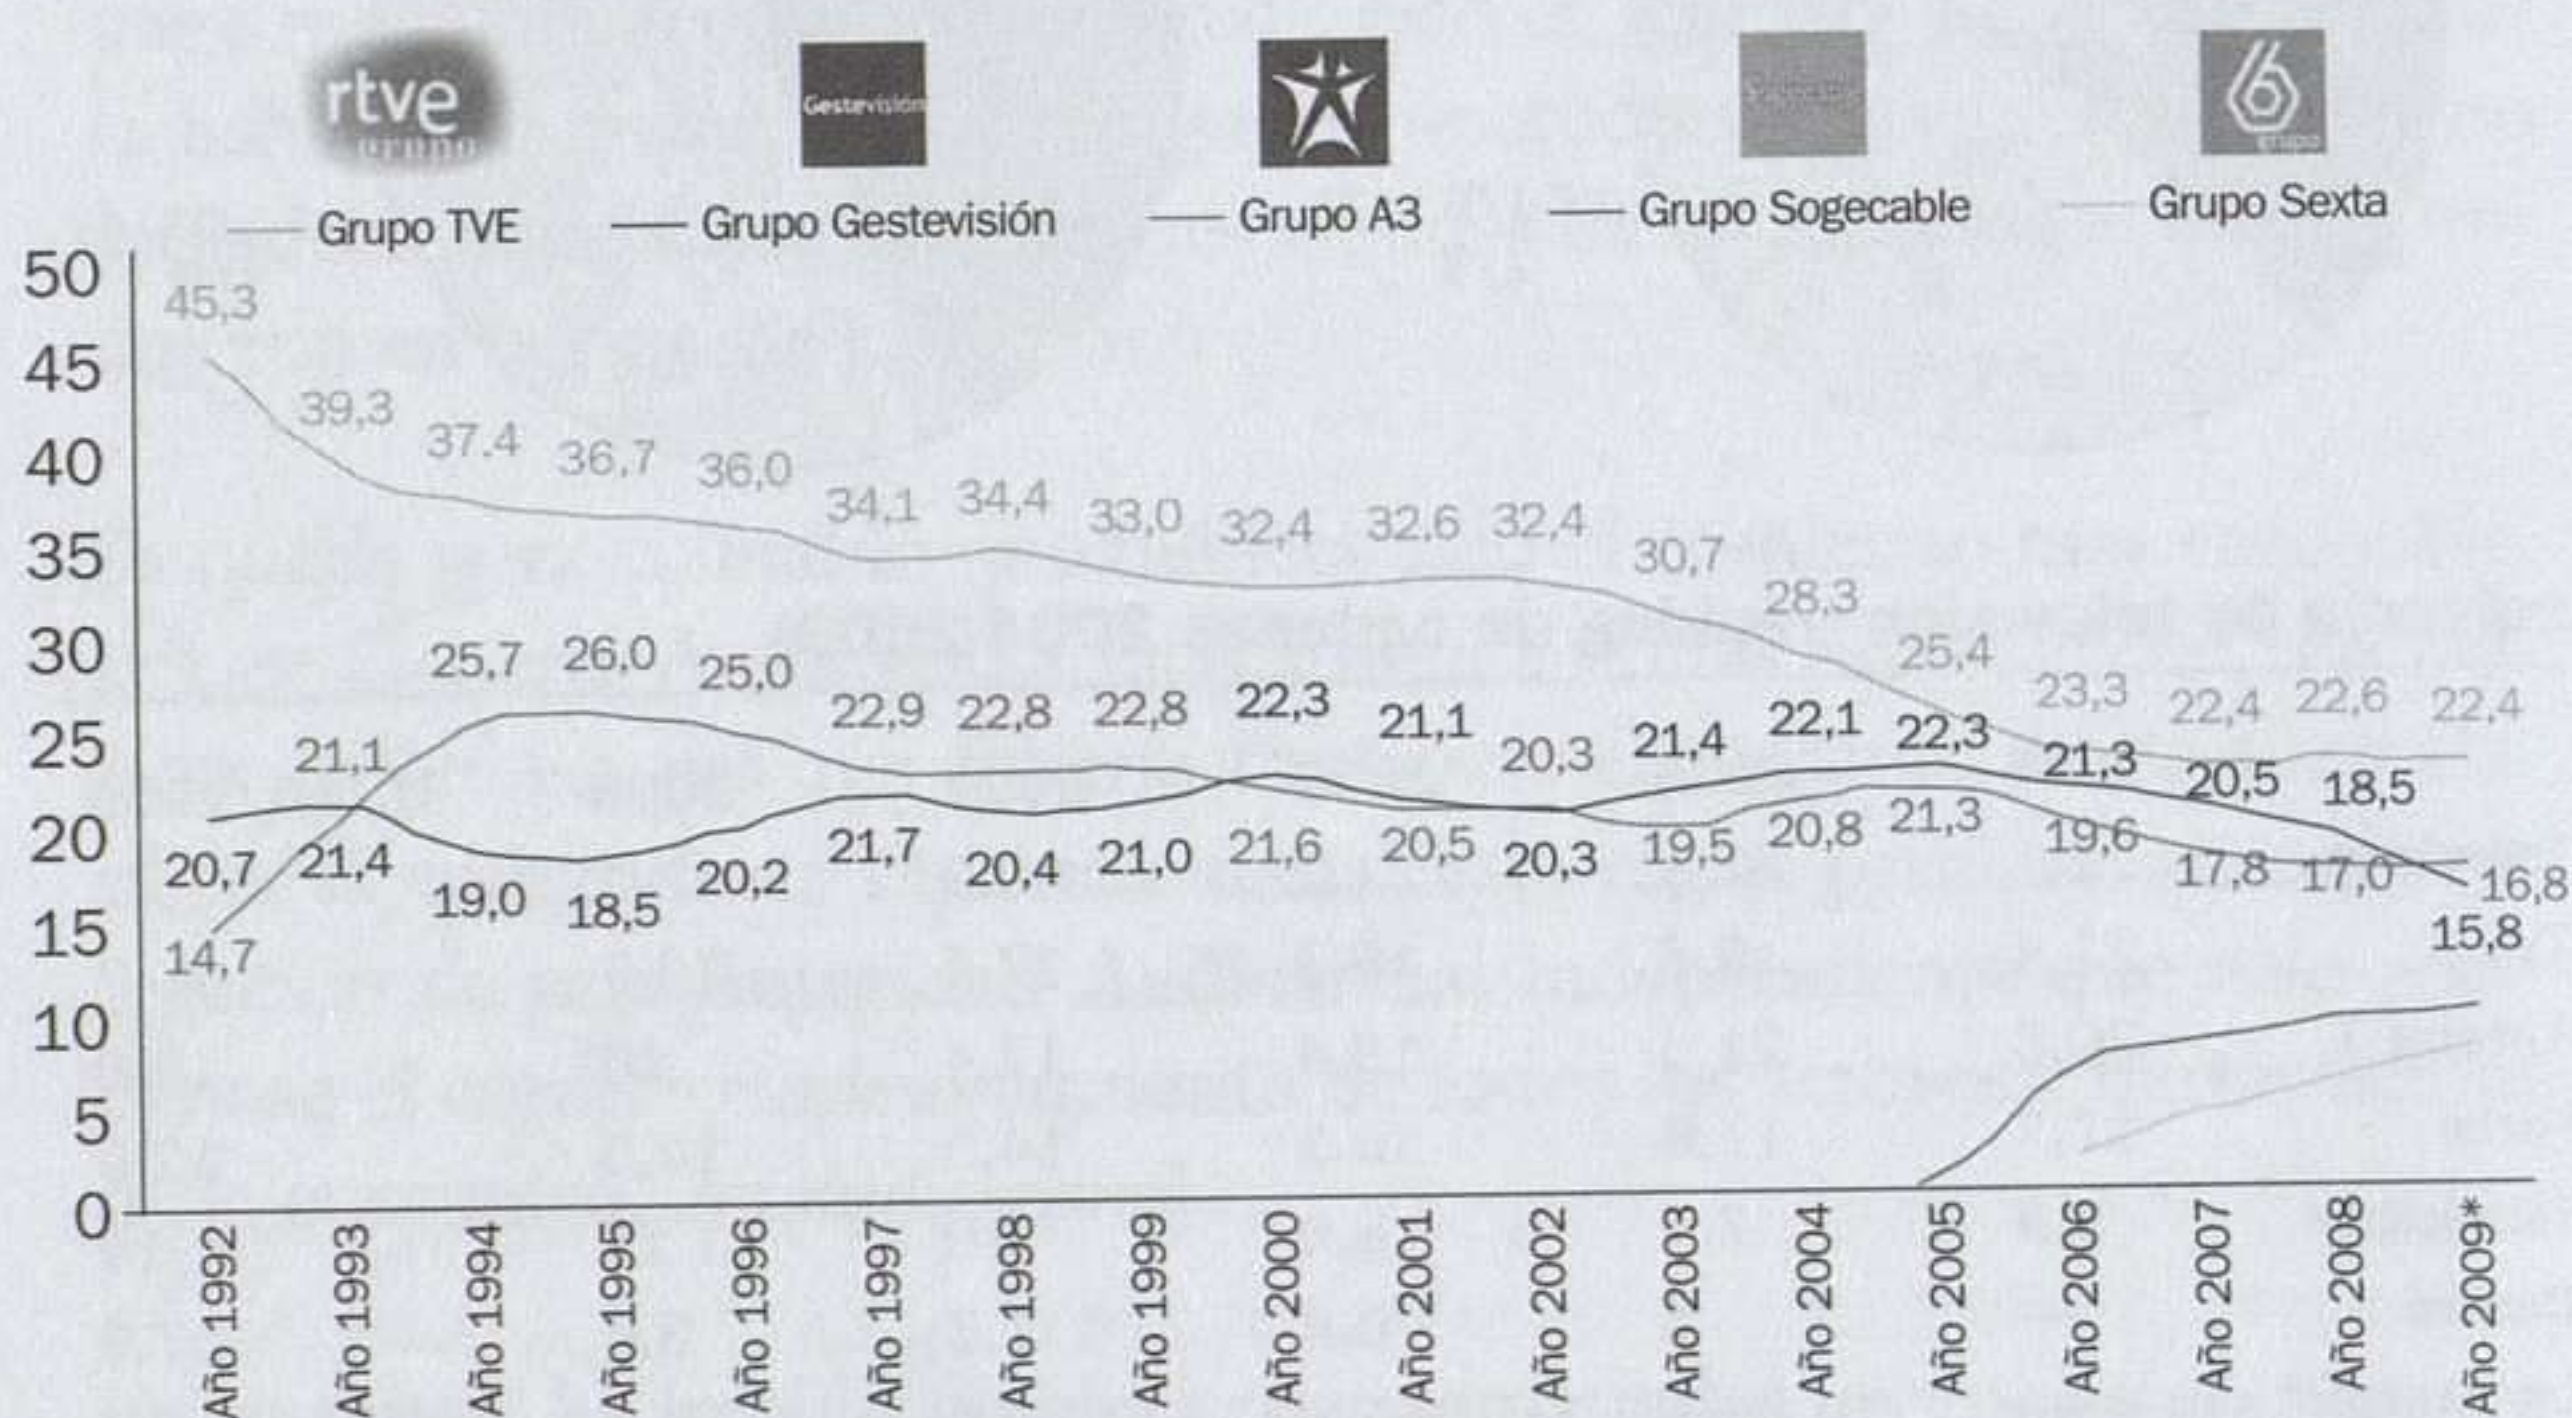 rtve
grupo
Gestevisión
6
grupo
Grupo TVE
Grupo Gestevisión
Grupo A3
Grupo Sogecable
Grupo Sexta
50
45
40
35
30
25
20
15
10
5
0
45,3 39,3 37.4 36,7 36,0 34,1 34,4 33,0 32,4 32,6 32,4 30,7 28,3 25,4 23,3 22,4 22,6 22,4
21,1 25,7 26,0 25,0 22,9 22,8 22,8 22,3 21,1 20,3 21,4 22,1 22,3 21,3 20,5 18,5
20,7 21,4 19,0 18,5 20,2 21,7 20,4 21,0 21,6 20,5 20,3 19,5 20,8 21,3 19,6 17,8 17,0 16,8
14,7 15,8
Año 1992
Año 1993
Año 1994
Año 1995
Año 1996
Año 1997
Año 1998
Año 1999
Año 2000
Año 2001
Año 2002
Año 2003
Año 2004
Año 2005
Año 2006
Año 2007
Año 2008
Año 2009*